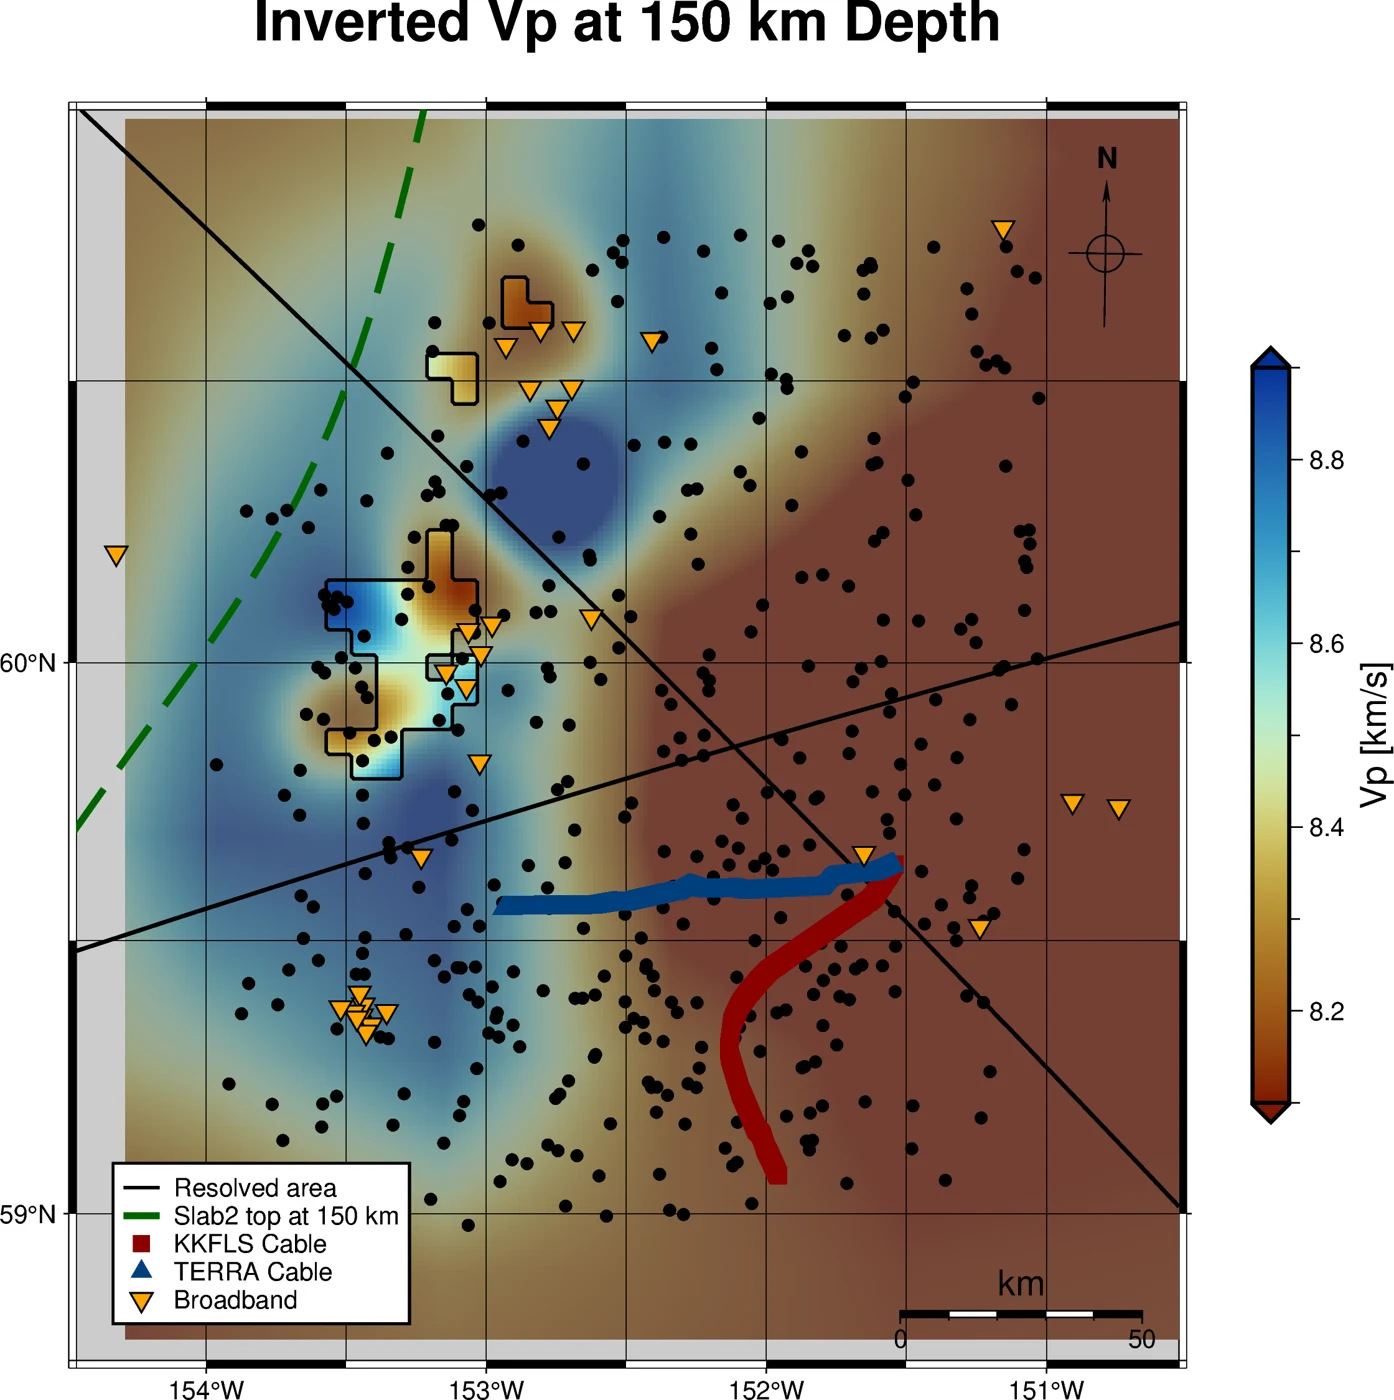 Inverted Vp at 150 km Depth
N
8.8
8.6
8.4
8.2
Vp [km/s]
60°N
59°N
Resolved area
Slab2 top at 150 km
KKFLS Cable
TERRA Cable
Broadband
km
0
50
154°W
153°W
152°W
151°W